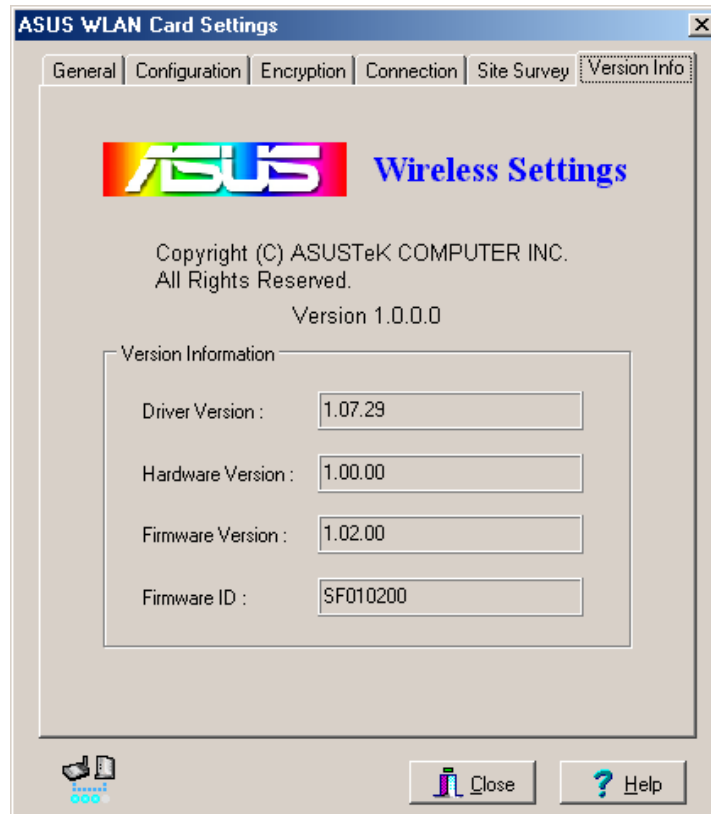 ASUS WLAN Card Settings
General Configuration Encryption Connection Site Survey Version Info
ASUS Wireless Settings
Copyright (C) ASUSTeK COMPUTER INC.
All Rights Reserved.
Version 1.0.0.0
Version Information
Driver Version : 1.07.29
Hardware Version : 1.00.00
Firmware Version : 1.02.00
Firmware ID : SF010200
Close Help